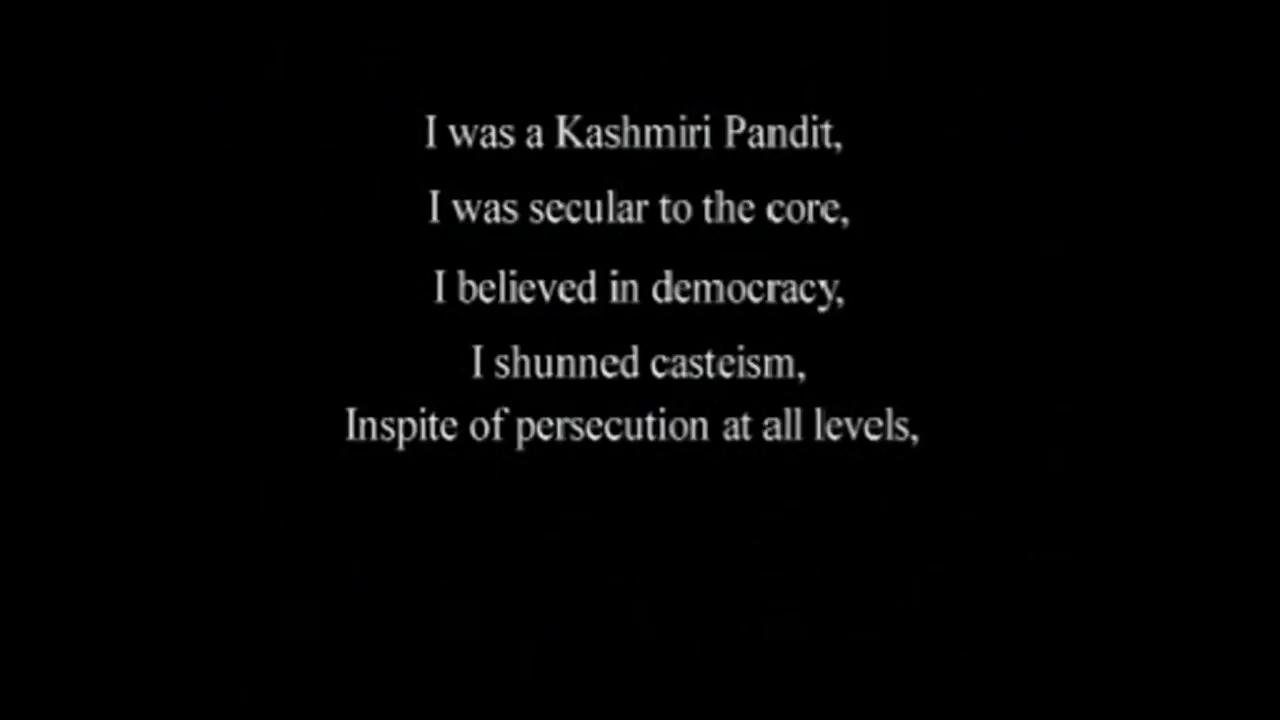 I was a Kashmiri Pandit,
I was secular to the core,
I believed in democracy,
I shunned casteism,
Inspite of persecution at all levels,